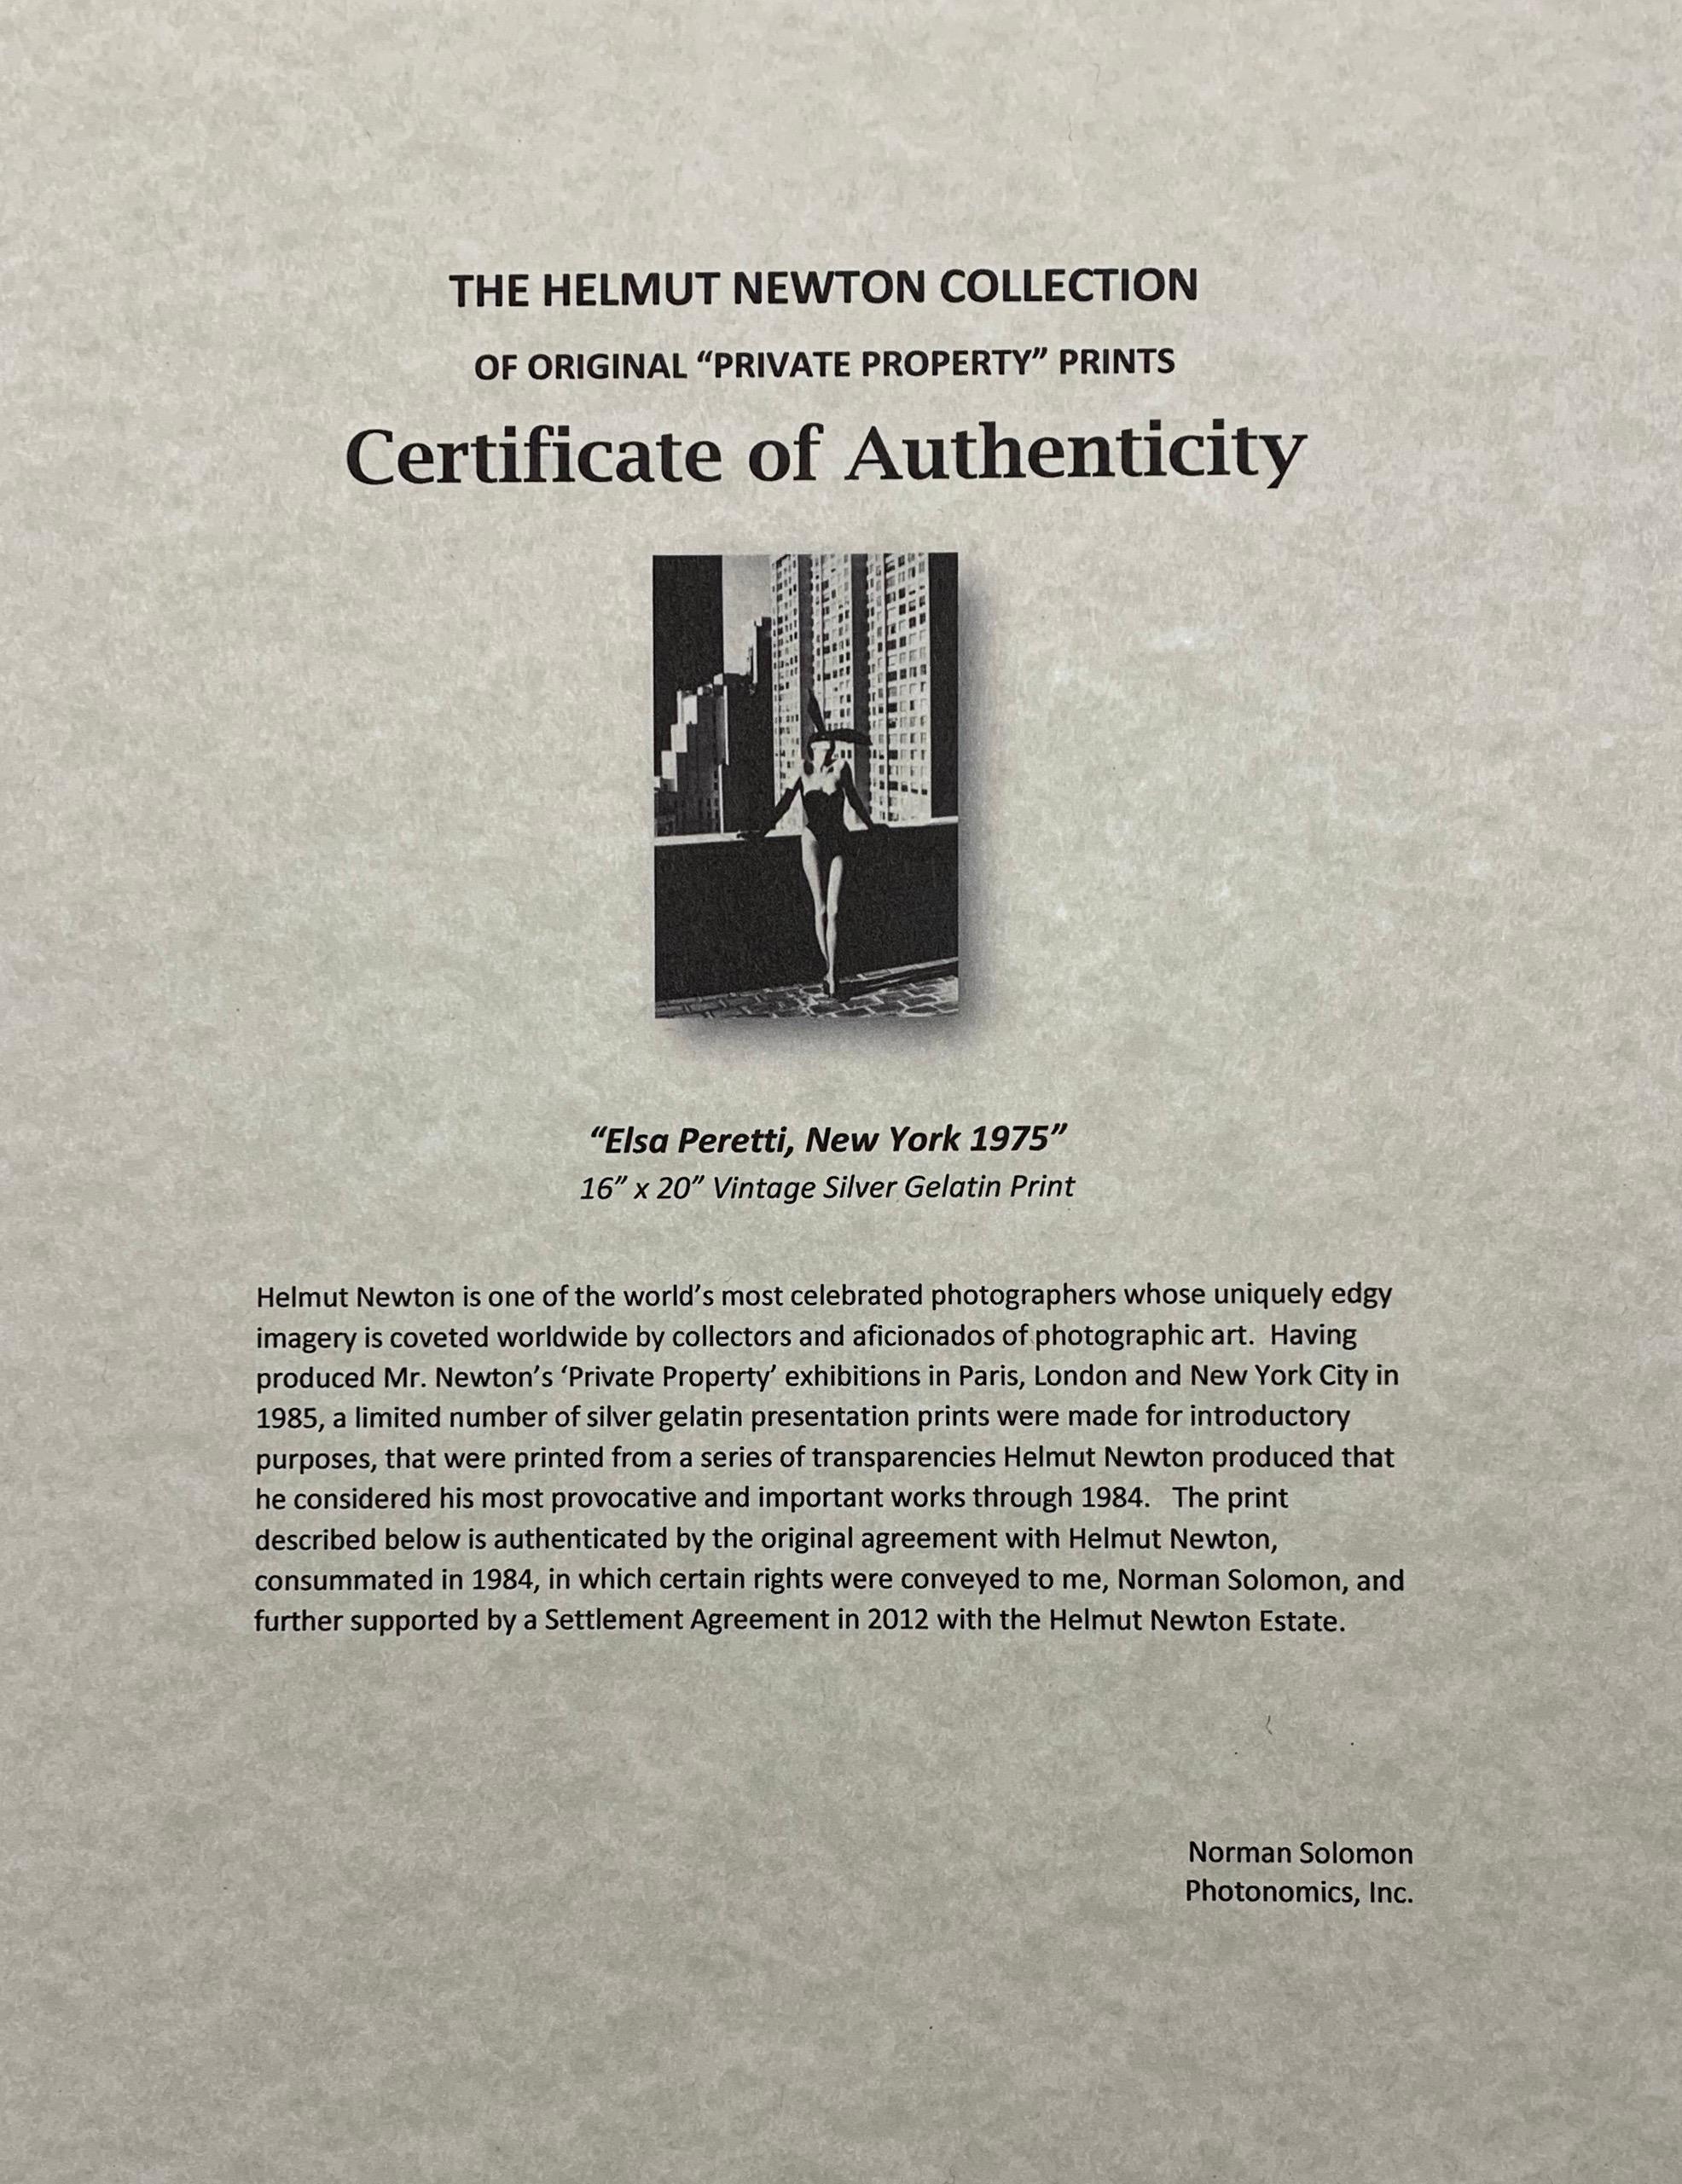 THE HELMUT NEWTON COLLECTION
OF ORIGINAL “PRIVATE PROPERTY” PRINTS
Certificate of Authenticity
“Elsa Peretti, New York 1975”
16” x 20” Vintage Silver Gelatin Print
Helmut Newton is one of the world’s most celebrated photographers whose uniquely edgy
imagery is coveted worldwide by collectors and aficionados of photographic art.  Having
produced Mr. Newton’s ‘Private Property’ exhibitions in Paris, London and New York City in
1985, a limited number of silver gelatin presentation prints were made for introductory
purposes, that were printed from a series of transparencies Helmut Newton produced that
he considered his most provocative and important works through 1984.   The print
described below is authenticated by the original agreement with Helmut Newton,
consummated in 1984, in which certain rights were conveyed to me, Norman Solomon, and
further supported by a Settlement Agreement in 2012 with the Helmut Newton Estate.
Norman Solomon
Photonomics, Inc.